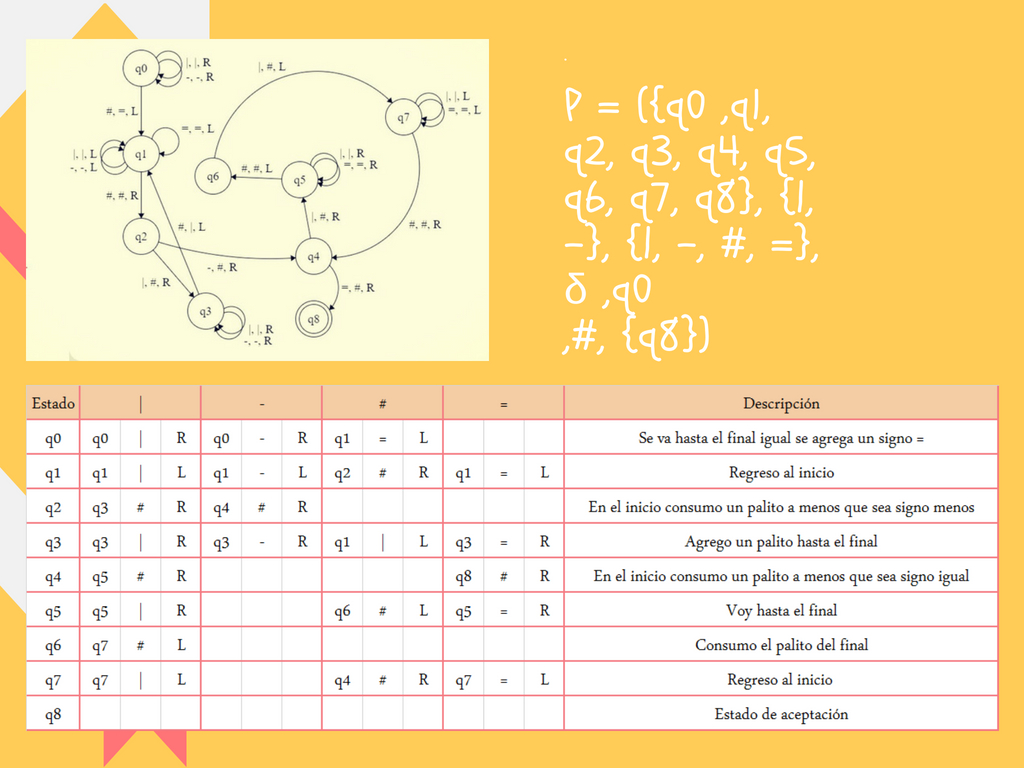 q0
|, |, R
-, -, R
|, #, L
|, |, L
=, =, L
q7
#, =, L
=, =, L
|, |, L
-, -, L
q1
|, |, R
=, =, R
#, #, L
q6
q5
#, #, R
#, |, L
|, #, R
#, #, R
q2
-, #, R
q4
|, #, R
=, #, R
q3
q8
|, |, R
-, -, R
P = ({q0 ,q1,
q2, q3, q4, q5,
q6, q7, q8}, {|,
-}, {|, -, #, =},
δ ,q0
,#, {q8})
Estado | - # = Descripción
q0 q0 | R q0 - R q1 = L Se va hasta el final igual se agrega un signo =
q1 q1 | L q1 - L q2 # R q1 = L Regreso al inicio
q2 q3 # R q4 # R En el inicio consumo un palito a menos que sea signo menos
q3 q3 | R q3 - R q1 | L q3 = R Agrego un palito hasta el final
q4 q5 # R q8 # R En el inicio consumo un palito a menos que sea signo igual
q5 q5 | R q6 # L q5 = R Voy hasta el final
q6 q7 # L Consumo el palito del final
q7 q7 | L q4 # R q7 = L Regreso al inicio
q8 Estado de aceptación